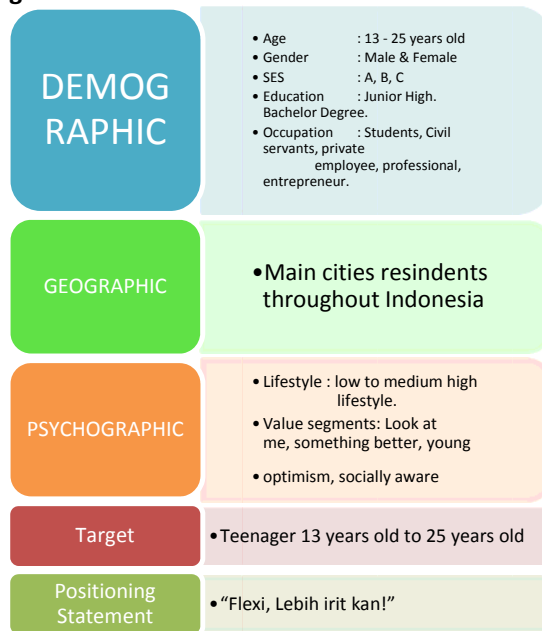 DEMOG
RAPHIC
• Age : 13 - 25 years old
• Gender : Male & Female
• SES : A, B, C
• Education : Junior High.
Bachelor Degree.
• Occupation : Students, Civil
servants, private
employee, professional,
entrepreneur.
GEOGRAPHIC
•Main cities resindents
throughout Indonesia
PSYCHOGRAPHIC
• Lifestyle : low to medium high
lifestyle.
• Value segments: Look at
me, something better, young
• optimism, socially aware
Target
•Teenager 13 years old to 25 years old
Positioning
Statement
•“Flexi, Lebih irit kan!”